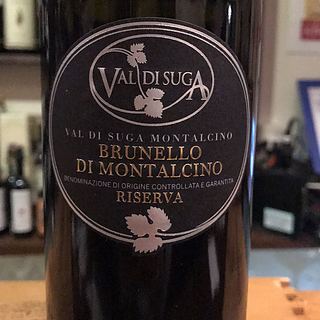 VAL DI SUGA
VAL DI SUGA MONTALCINO
BRUNELLO
DI MONTALCINO
DENOMINAZIONE DI ORIGINE CONTROLLATA E GARANTITA
RISERVA